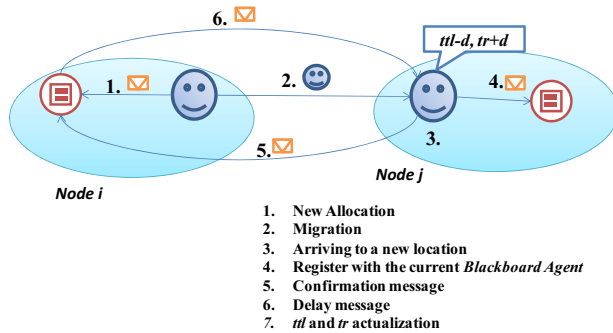 6.
ttl-d, tr+d
1.
2.
4.
3.
5.
Node i
Node j
1. New Allocation
2. Migration
3. Arriving to a new location
4. Register with the current Blackboard Agent
5. Confirmation message
6. Delay message
7. ttl and tr actualization